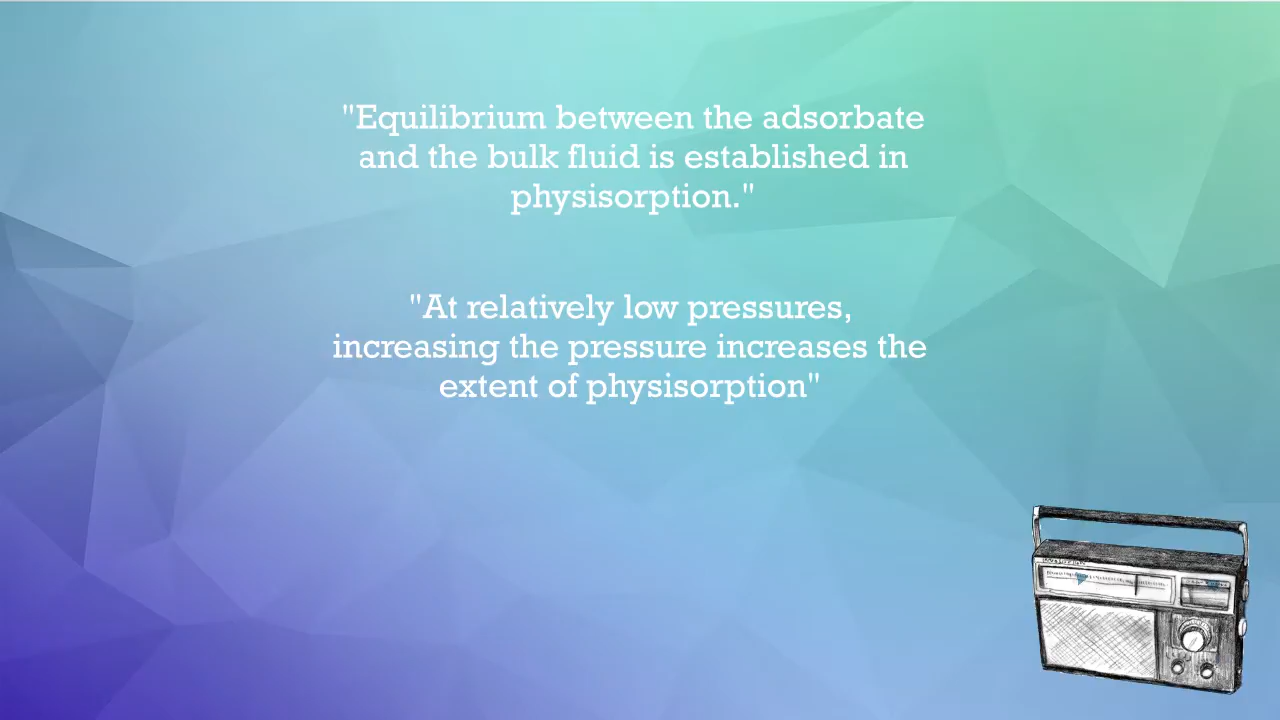 "Equilibrium between the adsorbate
and the bulk fluid is established in
physisorption."
"At relatively low pressures,
increasing the pressure increases the
extent of physisorption"